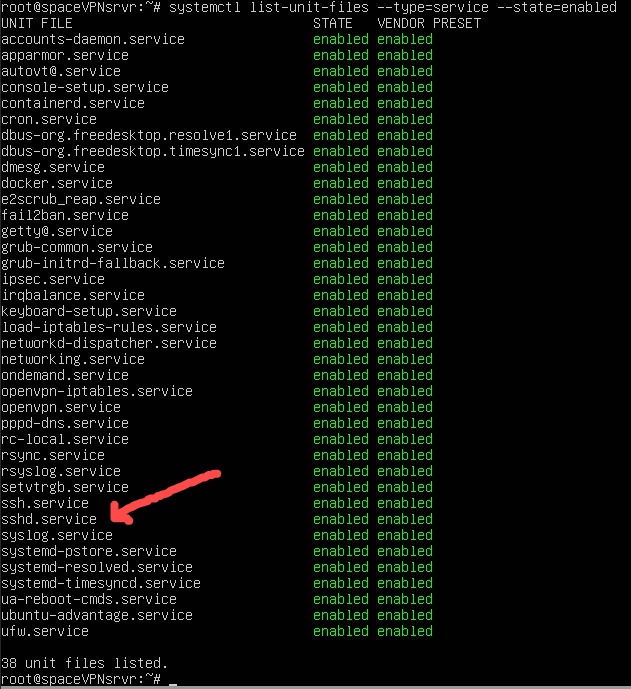 root@spaceVPNsrvr:~# systemctl list-unit-files --type=service --state=enabled
UNIT FILE STATE VENDOR PRESET
accounts-daemon.service enabled enabled
apparmor.service enabled enabled
autovt@.service enabled enabled
console-setup.service enabled enabled
containerd.service enabled enabled
cron.service enabled enabled
dbus-org.freedesktop.resolve1.service enabled enabled
dbus-org.freedesktop.timesync1.service enabled enabled
dmesg.service enabled enabled
docker.service enabled enabled
e2scrub_reap.service enabled enabled
fail2ban.service enabled enabled
getty@.service enabled enabled
grub-common.service enabled enabled
grub-initrd-fallback.service enabled enabled
ipsec.service enabled enabled
irqbalance.service enabled enabled
keyboard-setup.service enabled enabled
load-iptables-rules.service enabled enabled
networkd-dispatcher.service enabled enabled
networking.service enabled enabled
ondemand.service enabled enabled
openvpn-iptables.service enabled enabled
openvpn.service enabled enabled
pppd-dns.service enabled enabled
rc-local.service enabled enabled
rsync.service enabled enabled
rsyslog.service enabled enabled
setvtrgb.service enabled enabled
ssh.service enabled enabled
sshd.service enabled enabled
syslog.service enabled enabled
systemd-pstore.service enabled enabled
systemd-resolved.service enabled enabled
systemd-timesyncd.service enabled enabled
ua-reboot-cmds.service enabled enabled
ubuntu-advantage.service enabled enabled
ufw.service enabled enabled
38 unit files listed.
root@spaceVPNsrvr:~# _